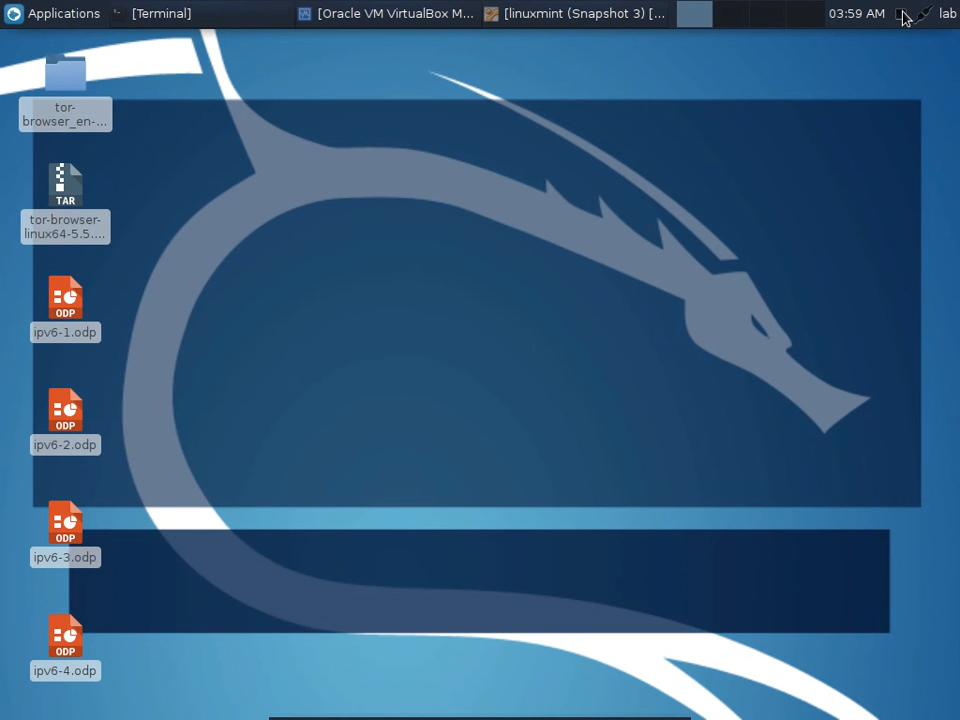 Applications [Terminal] [Oracle VM VirtualBox M... [linuxmint (Snapshot 3) [... 03:59 AM lab
tor-
browser_en-...
TAR
tor-browser-
linux64-5.5....
ODP
ipv6-1.odp
ODP
ipv6-2.odp
ODP
ipv6-3.odp
ODP
ipv6-4.odp